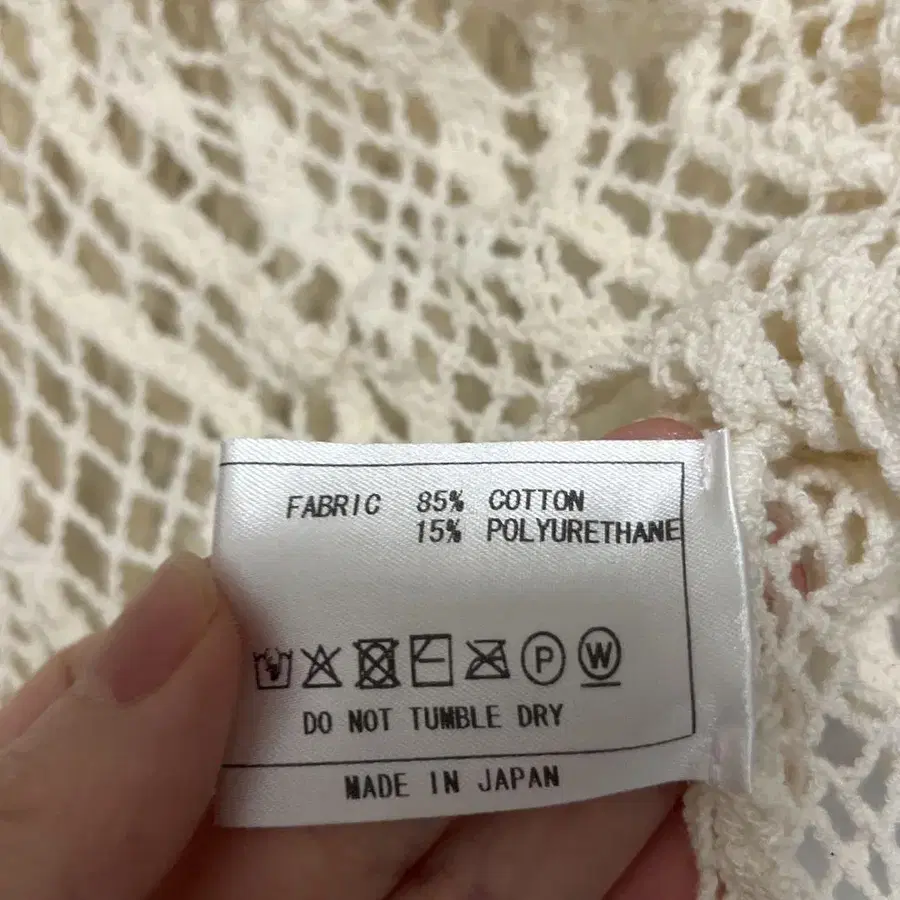 FABRIC 85% COTTON
15% POLYURETHANE
P W
DO NOT TUMBLE DRY
MADE IN JAPAN